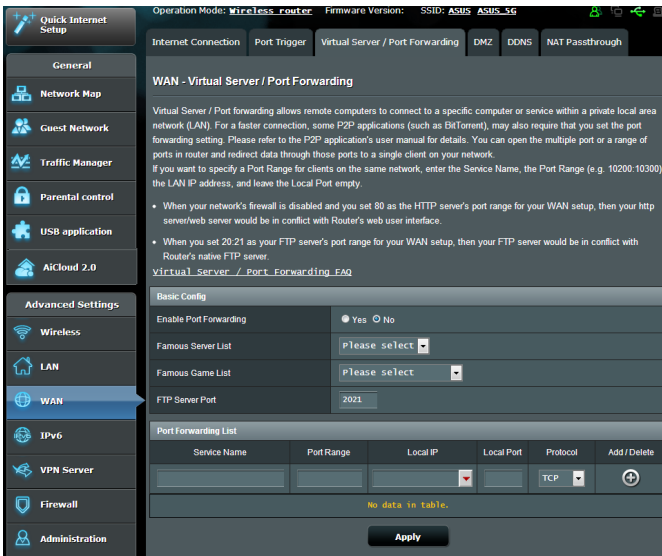 Quick Internet
Setup
Operation Mode: Wireless router Firmware Version: SSID: ASUS ASUS_5G
Internet Connection Port Trigger Virtual Server / Port Forwarding DMZ DDNS NAT Passthrough
General
Network Map
Guest Network
Traffic Manager
Parental control
USB application
AiCloud 2.0
Advanced Settings
Wireless
LAN
WAN
IPv6
VPN Server
Firewall
Administration
WAN - Virtual Server / Port Forwarding
Virtual Server / Port forwarding allows remote computers to connect to a specific computer or service within a private local area
network (LAN). For a faster connection, some P2P applications (such as BitTorrent), may also require that you set the port
forwarding setting. Please refer to the P2P application's user manual for details. You can open the multiple port or a range of
ports in router and redirect data through those ports to a single client on your network.
If you want to specify a Port Range for clients on the same network, enter the Service Name, the Port Range (e.g. 10200:10300)
the LAN IP address, and leave the Local Port empty.
• When your network's firewall is disabled and you set 80 as the HTTP server's port range for your WAN setup, then your http
server/web server would be in conflict with Router's web user interface.
• When you set 20:21 as your FTP server's port range for your WAN setup, then your FTP server would be in conflict with
Router's native FTP server.
Virtual Server / Port Forwarding FAQ
Basic Config
Enable Port Forwarding Yes No
Famous Server List Please select
Famous Game List Please select
FTP Server Port 2021
Port Forwarding List
Service Name Port Range Local IP Local Port Protocol Add / Delete
TCP
No data in table.
Apply